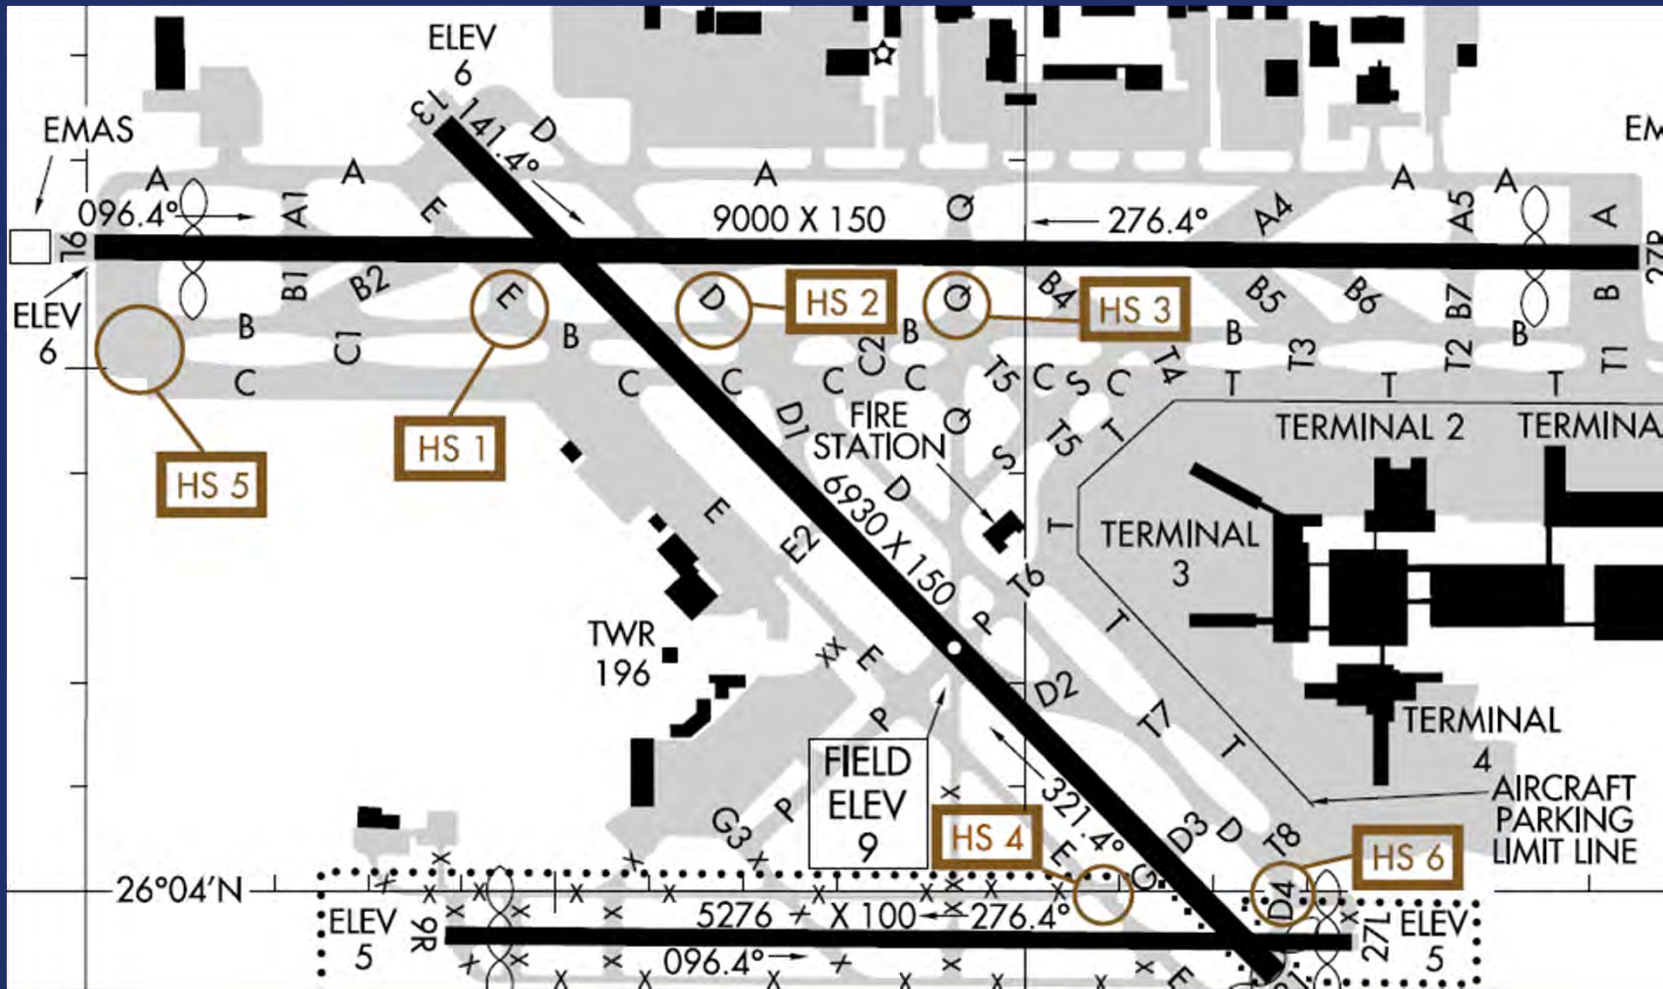 ELEV
6
13
141.4°
D
EMAS
EM
A
A
A
A
A
096.4°
A1
E
9000 X 150
Q
276.4°
A4
A5
A
9L
27R
ELEV
6
B1
B2
E
D
HS 2
Q
B4
HS 3
B5
B6
B7
B
B
C1
B
C2
B
B
B
T3
T2
T1
C
C
C
C
C
T5
C
S
C
T4
T
T
T
HS 1
D1
FIRE
STATION
Q
S
T5
T
TERMINAL 2
TERMINA
HS 5
E
E2
6930 X 150
D
T
TERMINAL
3
T6
P
T
TWR
196
XX
E
D2
P
T7
T
TERMINAL
4
FIELD
ELEV
9
321.4°
AIRCRAFT
PARKING
LIMIT LINE
G3
P
HS 4
E
G
D3
D
T8
HS 6
26°04'N
D4
ELEV
5
9R
5276 X 100
276.4°
27L
ELEV
5
096.4°
E